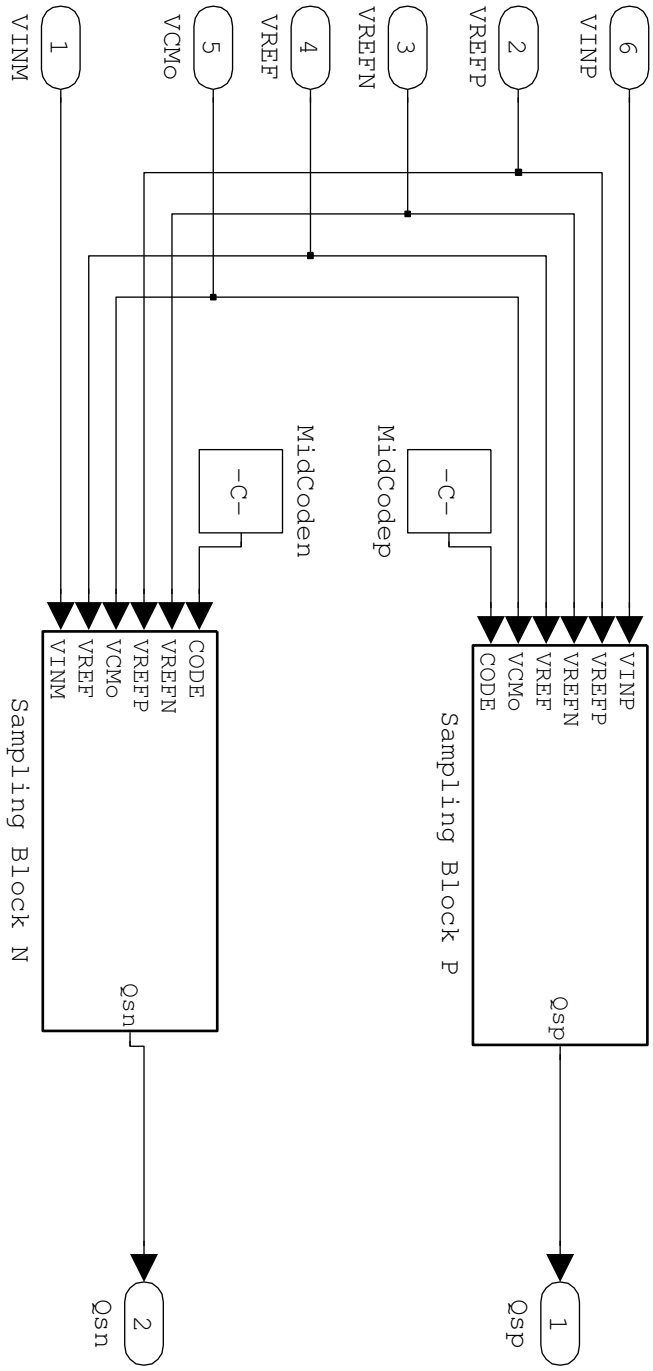 6
VINP
2
VREFP
3
VREFN
4
VREF
5
VCMo
1
VINM
-C-
MidCodep
MidCoden
-C-
VINP
VREFP
VREFN
VREF
VCMo
CODE
Qsp
Sampling Block P
CODE
VREFN
VREFP
VCMo
VREF
VINM
Qsn
Sampling Block N
1
Qsp
2
Qsn